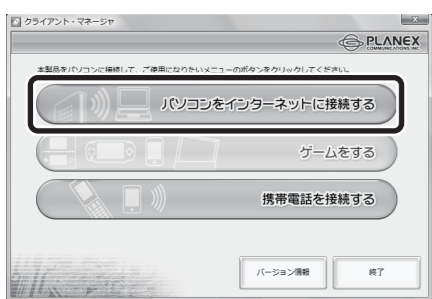 クライアント・マネージャ
PLANEX
COMMUNICATIONS INC.
本製品をパソコンに接続して、ご使用になりたいメニューのボタンをクリックしてください。
パソコンをインターネットに接続する
ゲームをする
携帯電話を接続する
バージョン情報
終了